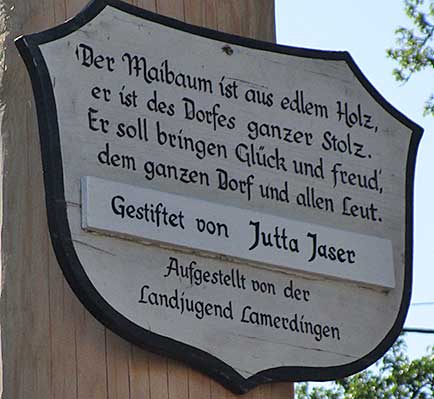 Der Maibaum ist aus edlem Holz,
er ist des Dorfes ganzer Stolz.
Er soll bringen Glück und freud,
dem ganzen Dorf und allen Leut.
Gestiftet von Jutta Jaser
Aufgestellt von der
Landjugend Lamerdingen